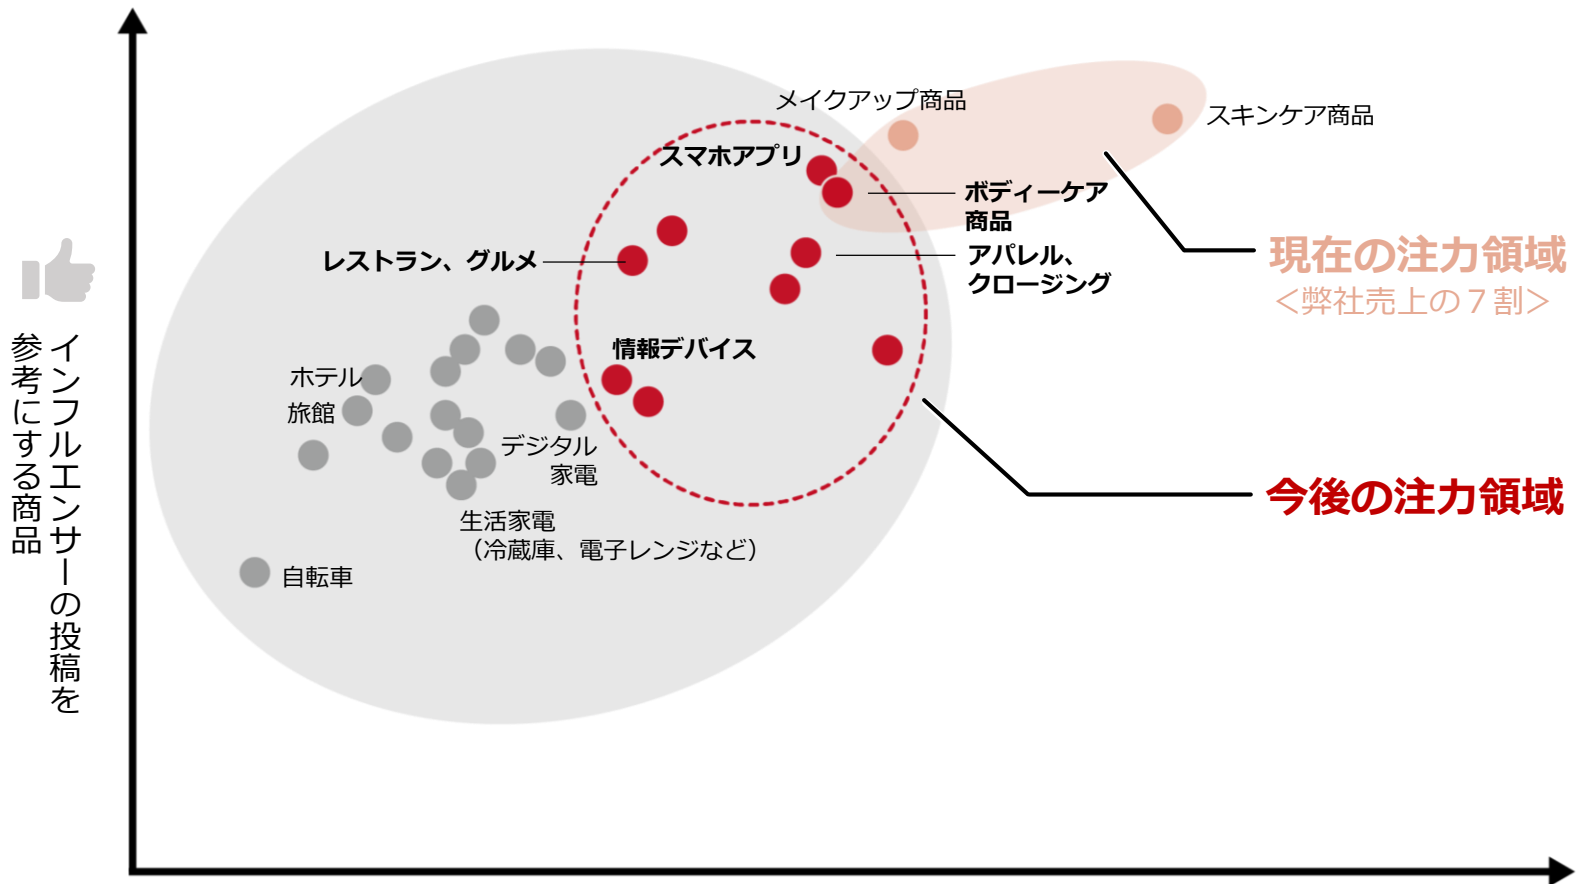 メイクアップ商品
スキンケア商品
スマホアプリ
ボディーケア
商品
アパレル、
クロージング
レストラン、グルメ
現在の注力領域
＜弊社売上の７割＞
情報デバイス
インフルエンサーの投稿を
参考にする商品
ホテル
旅館
デジタル
家電
今後の注力領域
生活家電
（冷蔵庫、電子レンジなど）
自転車